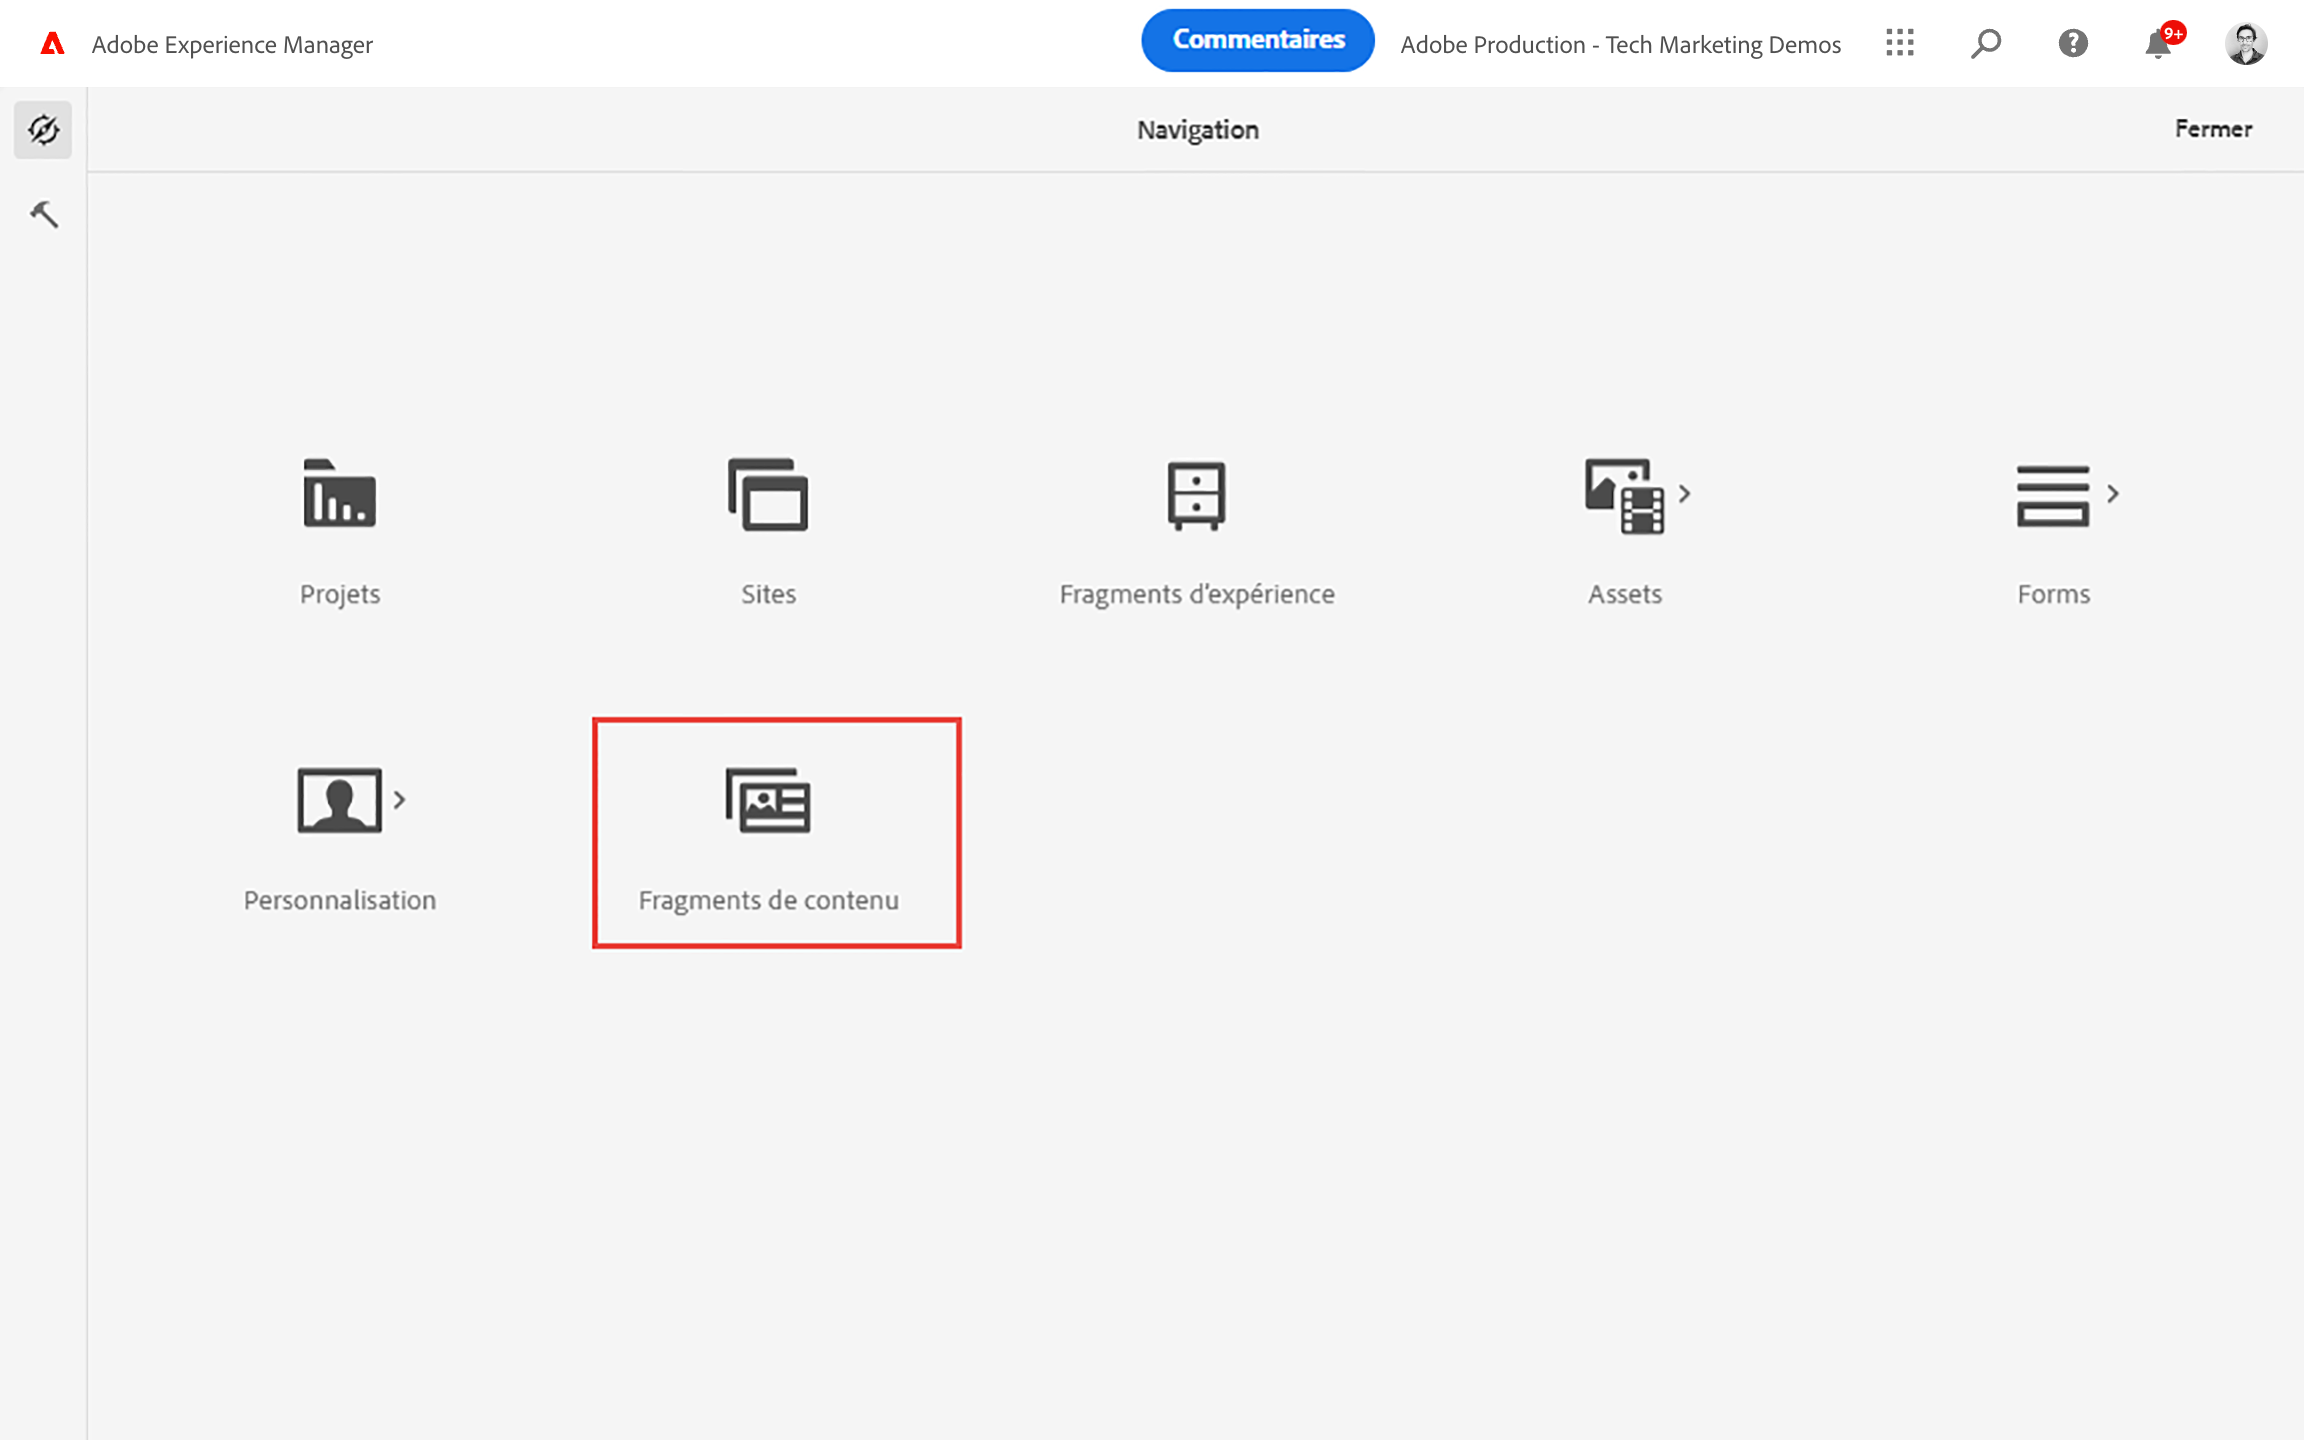 Adobe Experience Manager
Commentaires
Adobe Production - Tech Marketing Demos
9+
Navigation
Fermer
Projets
Sites
Fragments d'expérience
Assets
Forms
Personnalisation
Fragments de contenu